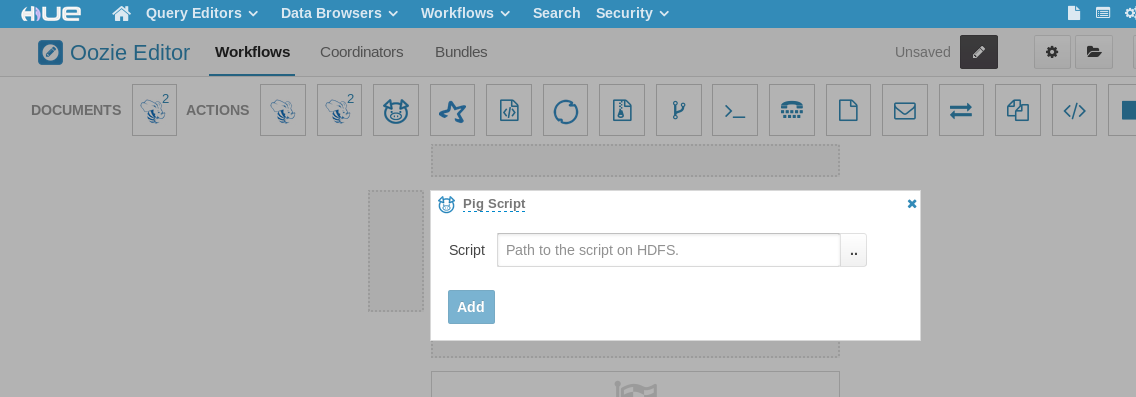 HUE Query Editors Data Browsers Workflows Search Security
Oozie Editor Workflows Coordinators Bundles Unsaved
DOCUMENTS 2 ACTIONS 2
Pig Script
Script Path to the script on HDFS. ..
Add